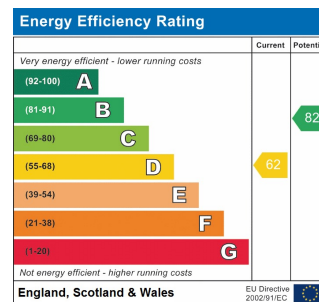 Energy Efficiency Rating
Current Potenti
Very energy efficient - lower running costs
(92-100) A
(81-91) B
82
(69-80) C
(55-68) D 62
(39-54) E
(21-38) F
(1-20) G
Not energy efficient - higher running costs
England, Scotland & Wales
EU Directive
2002/91/EC